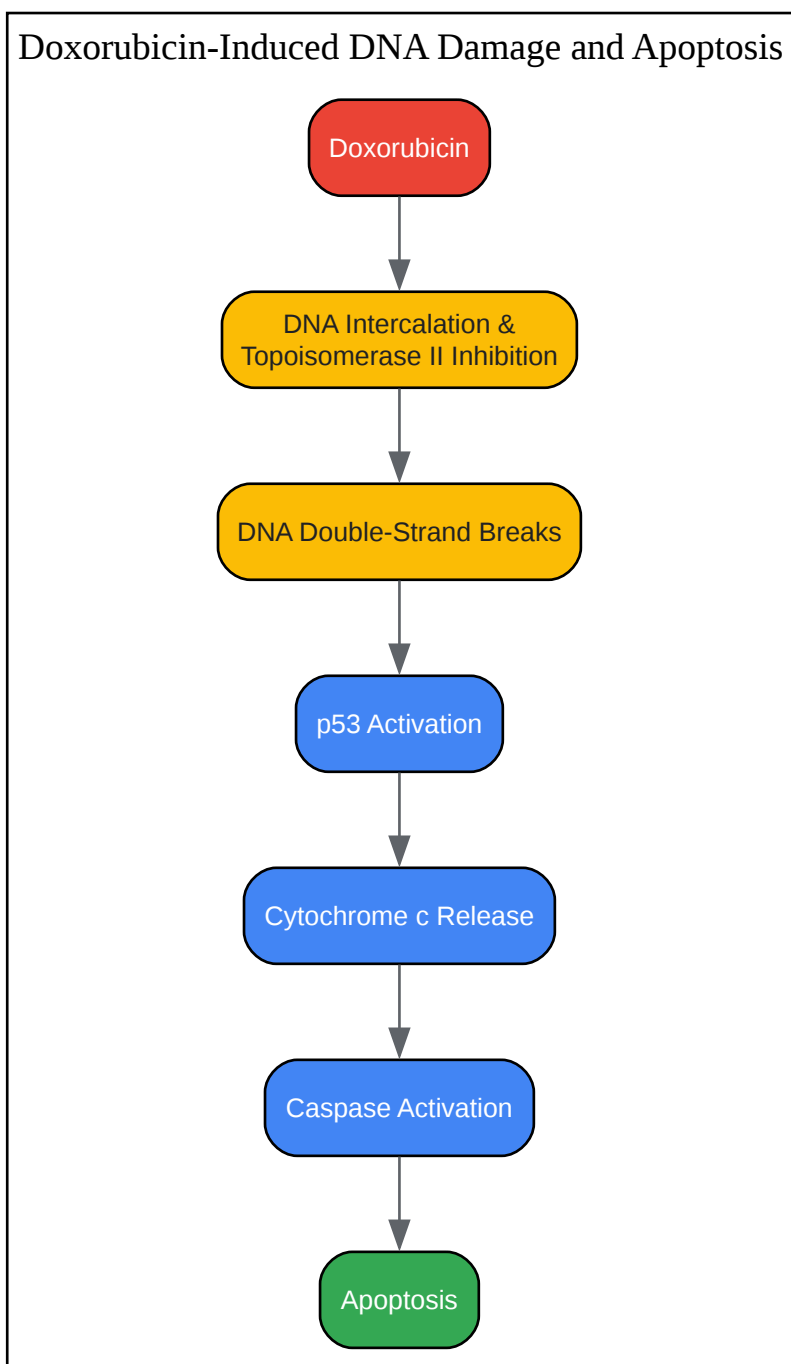 Doxorubicin-Induced DNA Damage and Apoptosis
Doxorubicin
DNA Intercalation &
Topoisomerase II Inhibition
DNA Double-Strand Breaks
p53 Activation
Cytochrome c Release
Caspase Activation
Apoptosis